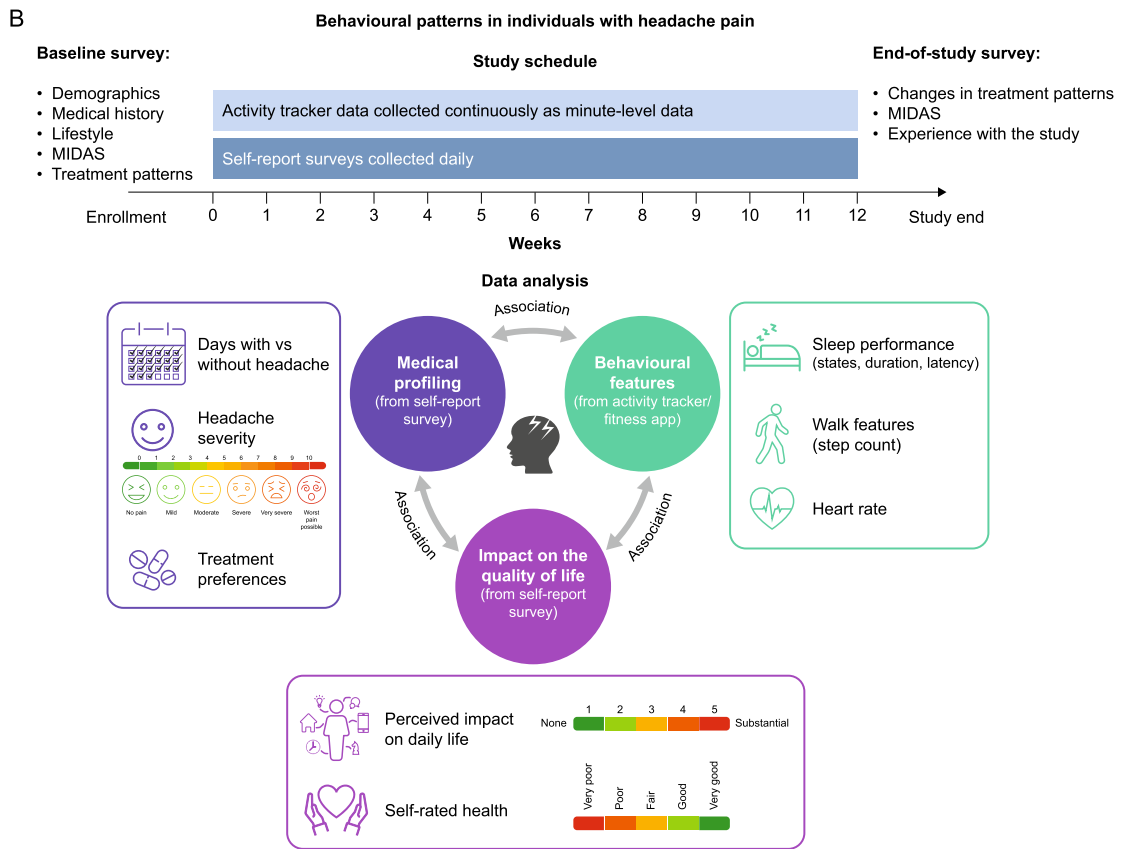 B
Behavioural patterns in individuals with headache pain
Baseline survey:
• Demographics
• Medical history
• Lifestyle
• MIDAS
• Treatment patterns
Study schedule
Activity tracker data collected continuously as minute-level data
Self-report surveys collected daily
End-of-study survey:
• Changes in treatment patterns
• MIDAS
• Experience with the study
Enrollment
0 1 2 3 4 5 6 7 8 9 10 11 12
Study end
Weeks
Data analysis
Days with vs
without headache
Headache
severity
0 1 2 3 4 5 6 7 8 9 10
No pain
Mild
Moderate
Severe
Very severe
Worst
pain
possible
Treatment
preferences
Association
Medical
profiling
(from self-report
survey)
Behavioural
features
(from activity tracker/
fitness app)
Association
Association
Impact on the
quality of life
(from self-report
survey)
Sleep performance
(states, duration, latency)
Walk features
(step count)
Heart rate
Perceived impact
on daily life
1 2 3 4 5
None
Substantial
Self-rated health
Very poor
Poor
Fair
Good
Very good